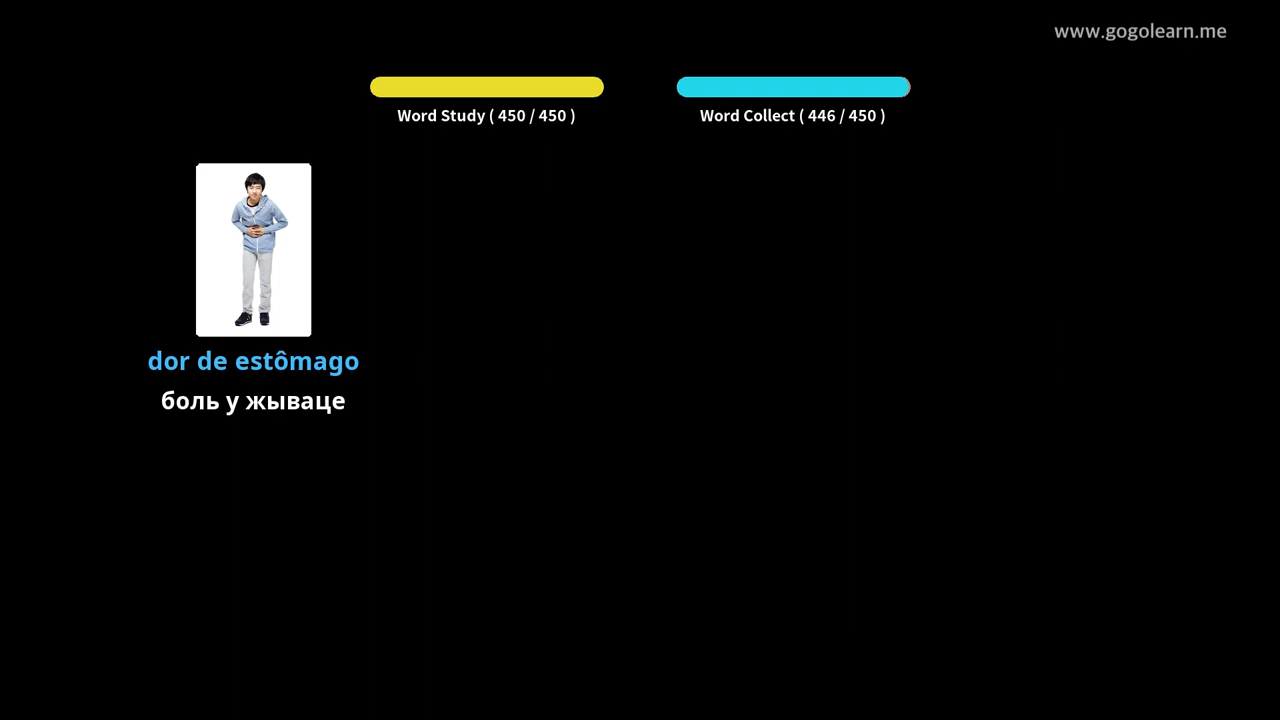 www.gogolearn.me
Word Study ( 450 / 450 )
Word Collect ( 446 / 450 )
dor de estômago
боль у жываце